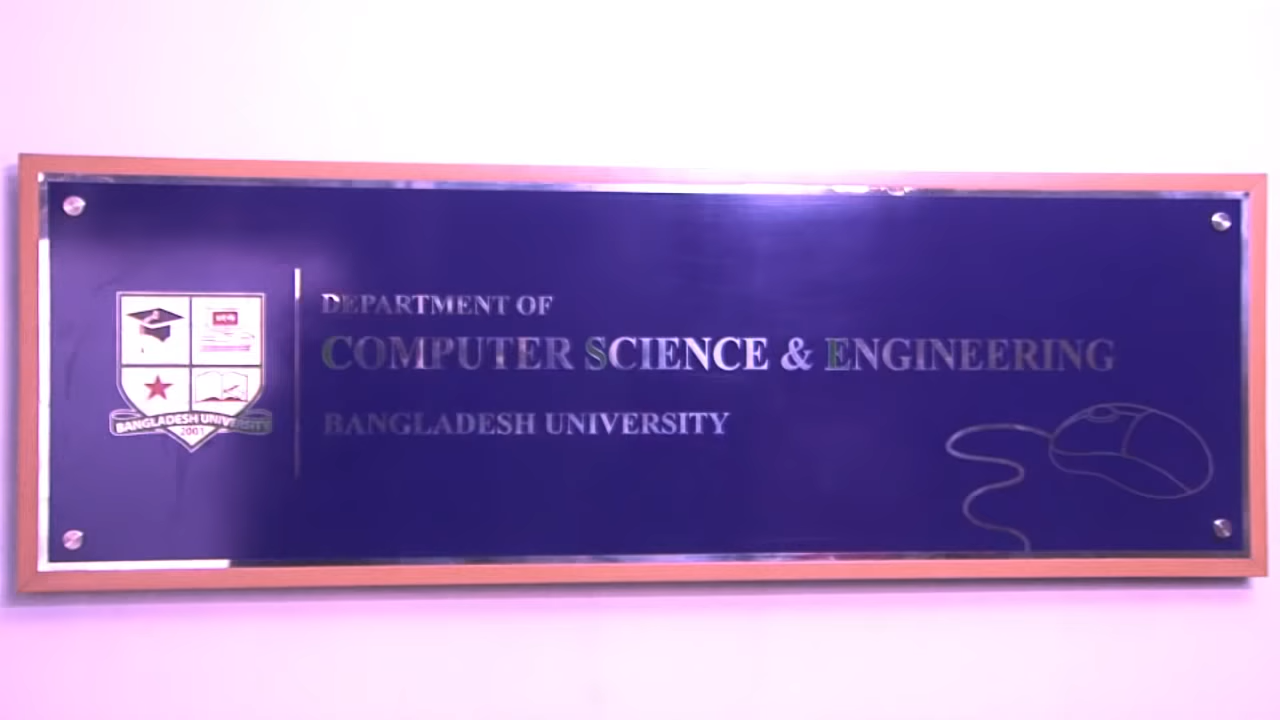 DEPARTMENT OF
COMPUTER SCIENCE & ENGINEERING
BANGLADESH UNIVERSITY
BANGLADESH UNIVERSITY
2001